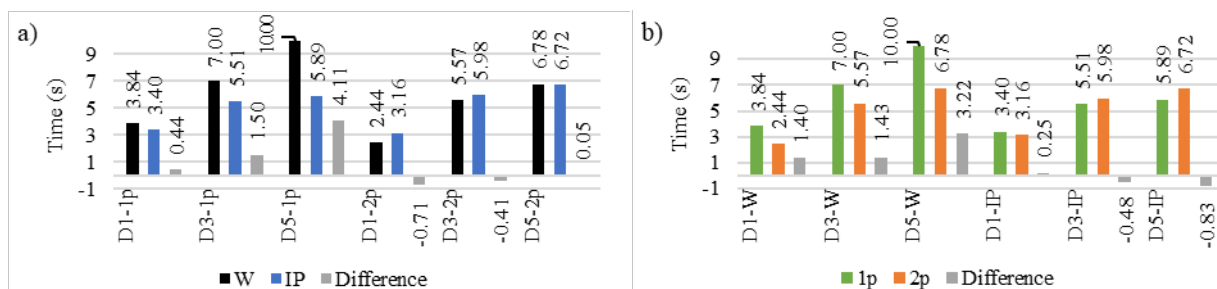 a)
Time (s)
9
7
5
3
1
-1
3.84
3.40
0.44
7.00
5.51
1.50
10.00
5.89
4.11
2.44
3.16
-0.71
5.57
5.98
-0.41
6.78
6.72
0.05
D1-1p
D3-1p
D5-1p
D1-2p
D3-2p
D5-2p
W IP Difference
b)
Time (s)
9
7
5
3
1
-1
3.84
2.44
1.40
7.00
5.57
1.43
10.00
6.78
3.22
3.40
3.16
0.25
5.51
5.98
-0.48
5.89
6.72
-0.83
D1-W
D3-W
D5-W
D1-IP
D3-IP
D5-IP
1p 2p Difference